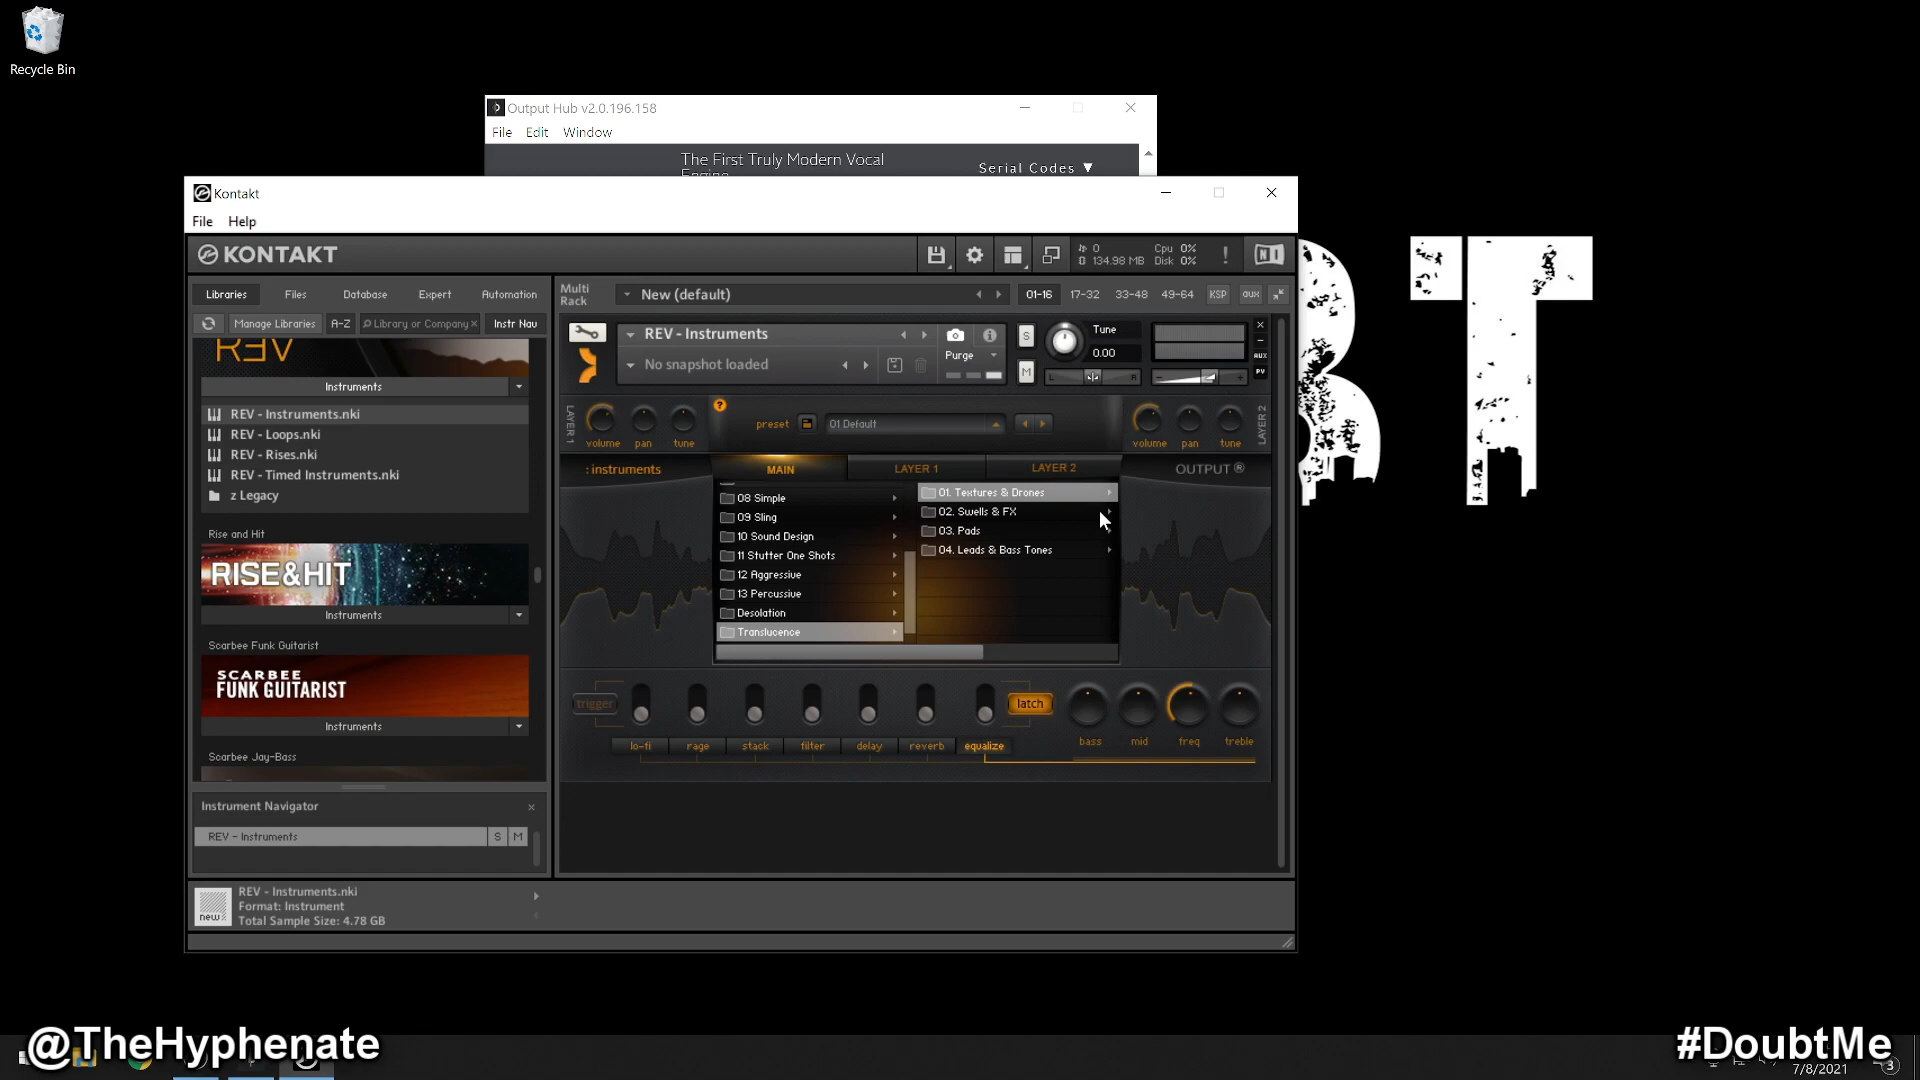 Recycle Bin
Output Hub v2.0.196.158
File Edit Window
The First Truly Modern Vocal
Engine
Serial Codes ▼
Kontakt
File Help
KONTAKT
0
134.98 MB
Cpu 0%
Disk 0%
!
NI
Libraries Files Database Expert Automation
Manage Libraries A-Z Library or Company × Instr Nav
Multi
Rack
New (default)
01-16 17-32 33-48 49-64 KSP aux
REV
Instruments
REV - Instruments.nki
REV - Loops.nki
REV - Rises.nki
REV - Timed Instruments.nki
z Legacy
Rise and Hit
RISE&HIT
Instruments
Scarbee Funk Guitarist
SCARBEE
FUNK GUITARIST
Instruments
Scarbee Jay-Bass
Instrument Navigator ×
REV - Instruments S M
REV - Instruments.nki
Format: Instrument
Total Sample Size: 4.78 GB
new
REV - Instruments
No snapshot loaded
Purge
S
M
Tune
0.00
L R
- +
AUX
PV
LAYER 1
volume pan tune
?
preset 01 Default
volume pan tune
LAYER 2
: instruments
MAIN LAYER 1 LAYER 2
OUTPUT®
08 Simple
09 Sling
10 Sound Design
11 Stutter One Shots
12 Aggressive
13 Percussive
Desolation
Translucence
01. Textures & Drones
02. Swells & FX
03. Pads
04. Leads & Bass Tones
trigger
latch
lo-fi rage stack filter delay reverb equalize
bass mid freq treble
BT
@TheHyphenate
#DoubtMe
7/8/2021
3